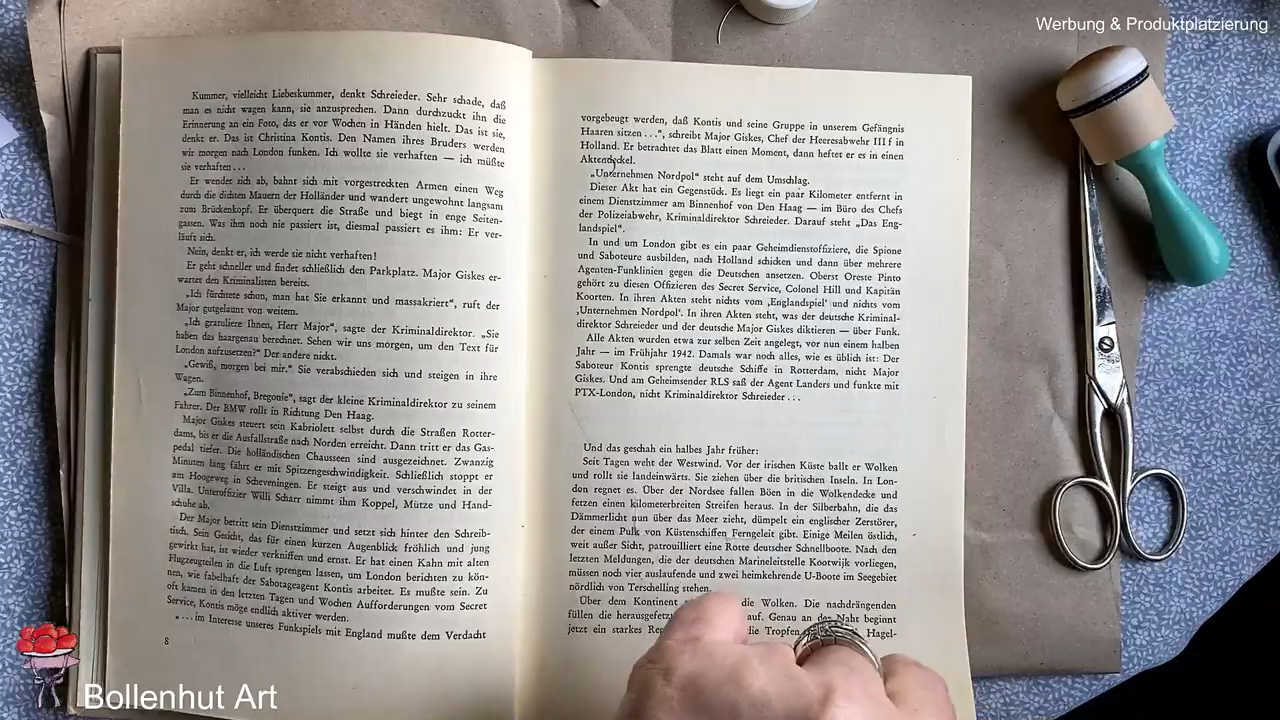 Werbung & Produktplatzierung
Kummer, vielleicht Liebeskummer, denkt Schreieder. Sehr schade, daß
man es nicht wagen kann, sie anzusprechen. Dann durchzuckt ihn die
Erinnerung an ein Foto, das er vor Wochen in Händen hielt. Das ist sie,
denkt er. Das ist Christina Kontis. Den Namen ihres Bruders werden
wir morgen nach London funken. Ich wollte sie verhaften — ich müßte
sie verhaften . . .
Er wendet sich ab, bahnt sich mit vorgestreckten Armen einen Weg
durch die dichten Mauern der Holländer und wandert ungewohnt langsam
zum Brückenkopf. Er überquert die Straße und biegt in enge Seiten-
gassen. Was ihm noch nie passiert ist, diesmal passiert es ihm: Er ver-
läuft sich.
Nein, denkt er, ich werde sie nicht verhaften!
Er geht schneller und findet schließlich den Parkplatz. Major Giskes er-
wartet den Kriminalisten bereits.
„Ich fürchtete schon, man hat Sie erkannt und massakriert“, ruft der
Major gutgelaunt von weitem.
„Ich gratuliere Ihnen, Herr Major“, sagte der Kriminaldirektor. „Sie
haben das haargenau berechnet. Sehen wir uns morgen, um den Text für
London aufzusetzen?“ Der andere nickt.
„Gewiß, morgen bei mir.“ Sie verabschieden sich und steigen in ihre
Wagen.
„Zum Binnenhof, Bregonie“, sagt der kleine Kriminaldirektor zu seinem
Fahrer. Der BMW rollt in Richtung Den Haag.
Major Giskes steuert sein Kabriolett selbst durch die Straßen Rotter-
dams, bis er die Ausfallstraße nach Norden erreicht. Dann tritt er das Gas-
pedal tiefer. Die holländischen Chausseen sind ausgezeichnet. Zwanzig
Minuten lang fährt er mit Spitzengeschwindigkeit. Schließlich stoppt er
am Hoogeweg in Scheveningen. Er steigt aus und verschwindet in der
Villa. Unteroffizier Willi Scharr nimmt ihm Koppel, Mütze und Hand-
schuhe ab.
Der Major betritt sein Dienstzimmer und setzt sich hinter den Schreib-
tisch. Sein Gesicht, das für einen kurzen Augenblick fröhlich und jung
gewirkt hat, ist wieder verkniffen und ernst. Er hat einen Kahn mit alten
Flugzeugteilen in die Luft sprengen lassen, um London berichten zu kön-
nen, wie fabelhaft der Sabotageagent Kontis arbeitet. Es mußte sein. Zu
oft kamen in den letzten Tagen und Wochen Aufforderungen vom Secret
Service, Kontis möge endlich aktiver werden.
„ . . . im Interesse unseres Funkspiels mit England mußte dem Verdacht
8
vorgebeugt werden, daß Kontis und seine Gruppe in unserem Gefängnis
Haaren sitzen . . .“, schreibt Major Giskes, Chef der Heeresabwehr III f in
Holland. Er betrachtet das Blatt einen Moment, dann heftet er es in einen
Aktendeckel.
„Unternehmen Nordpol“ steht auf dem Umschlag.
Dieser Akt hat ein Gegenstück. Es liegt ein paar Kilometer entfernt in
einem Dienstzimmer am Binnenhof von Den Haag — im Büro des Chefs
der Polizeiabwehr, Kriminaldirektor Schreieder. Darauf steht „Das Eng-
landspiel“.
In und um London gibt es ein paar Geheimdienstoffiziere, die Spione
und Saboteure ausbilden, nach Holland schicken und dann über mehrere
Agenten-Funklinien gegen die Deutschen ansetzen. Oberst Oreste Pinto
gehört zu diesen Offizieren des Secret Service, Colonel Hill und Kapitän
Koorten. In ihren Akten steht nichts vom ‚Englandspiel‘ und nichts vom
‚Unternehmen Nordpol‘. In ihren Akten steht, was der deutsche Kriminal-
direktor Schreieder und der deutsche Major Giskes diktieren — über Funk.
Alle Akten wurden etwa zur selben Zeit angelegt, vor nun einem halben
Jahr — im Frühjahr 1942. Damals war noch alles, wie es üblich ist: Der
Saboteur Kontis sprengte deutsche Schiffe in Rotterdam, nicht Major
Giskes. Und am Geheimsender RLS saß der Agent Landers und funkte mit
PTX-London, nicht Kriminaldirektor Schreieder . . .
Und das geschah ein halbes Jahr früher:
Seit Tagen weht der Westwind. Vor der irischen Küste ballt er Wolken
und rollt sie landeinwärts. Sie ziehen über die britischen Inseln. In Lon-
don regnet es. Über der Nordsee fallen Böen in die Wolkendecke und
fetzen einen kilometerbreiten Streifen heraus. In der Silberbahn, die das
Dämmerlicht nun über das Meer zieht, dümpelt ein englischer Zerstörer,
der einem Pulk von Küstenschiffen Ferngeleit gibt. Einige Meilen östlich,
weit außer Sicht, patrouilliert eine Rotte deutscher Schnellboote. Nach den
letzten Meldungen, die der deutschen Marineleitstelle Kootwijk vorliegen,
müssen noch vier auslaufende und zwei heimkehrende U-Boote im Seegebiet
nördlich von Terschelling stehen.
Über dem Kontinent die Wolken. Die nachdrängenden
füllen die herausgefetz auf. Genau an der Naht beginnt
jetzt ein starkes Re die Tropfen Hagel-
Bollenhut Art